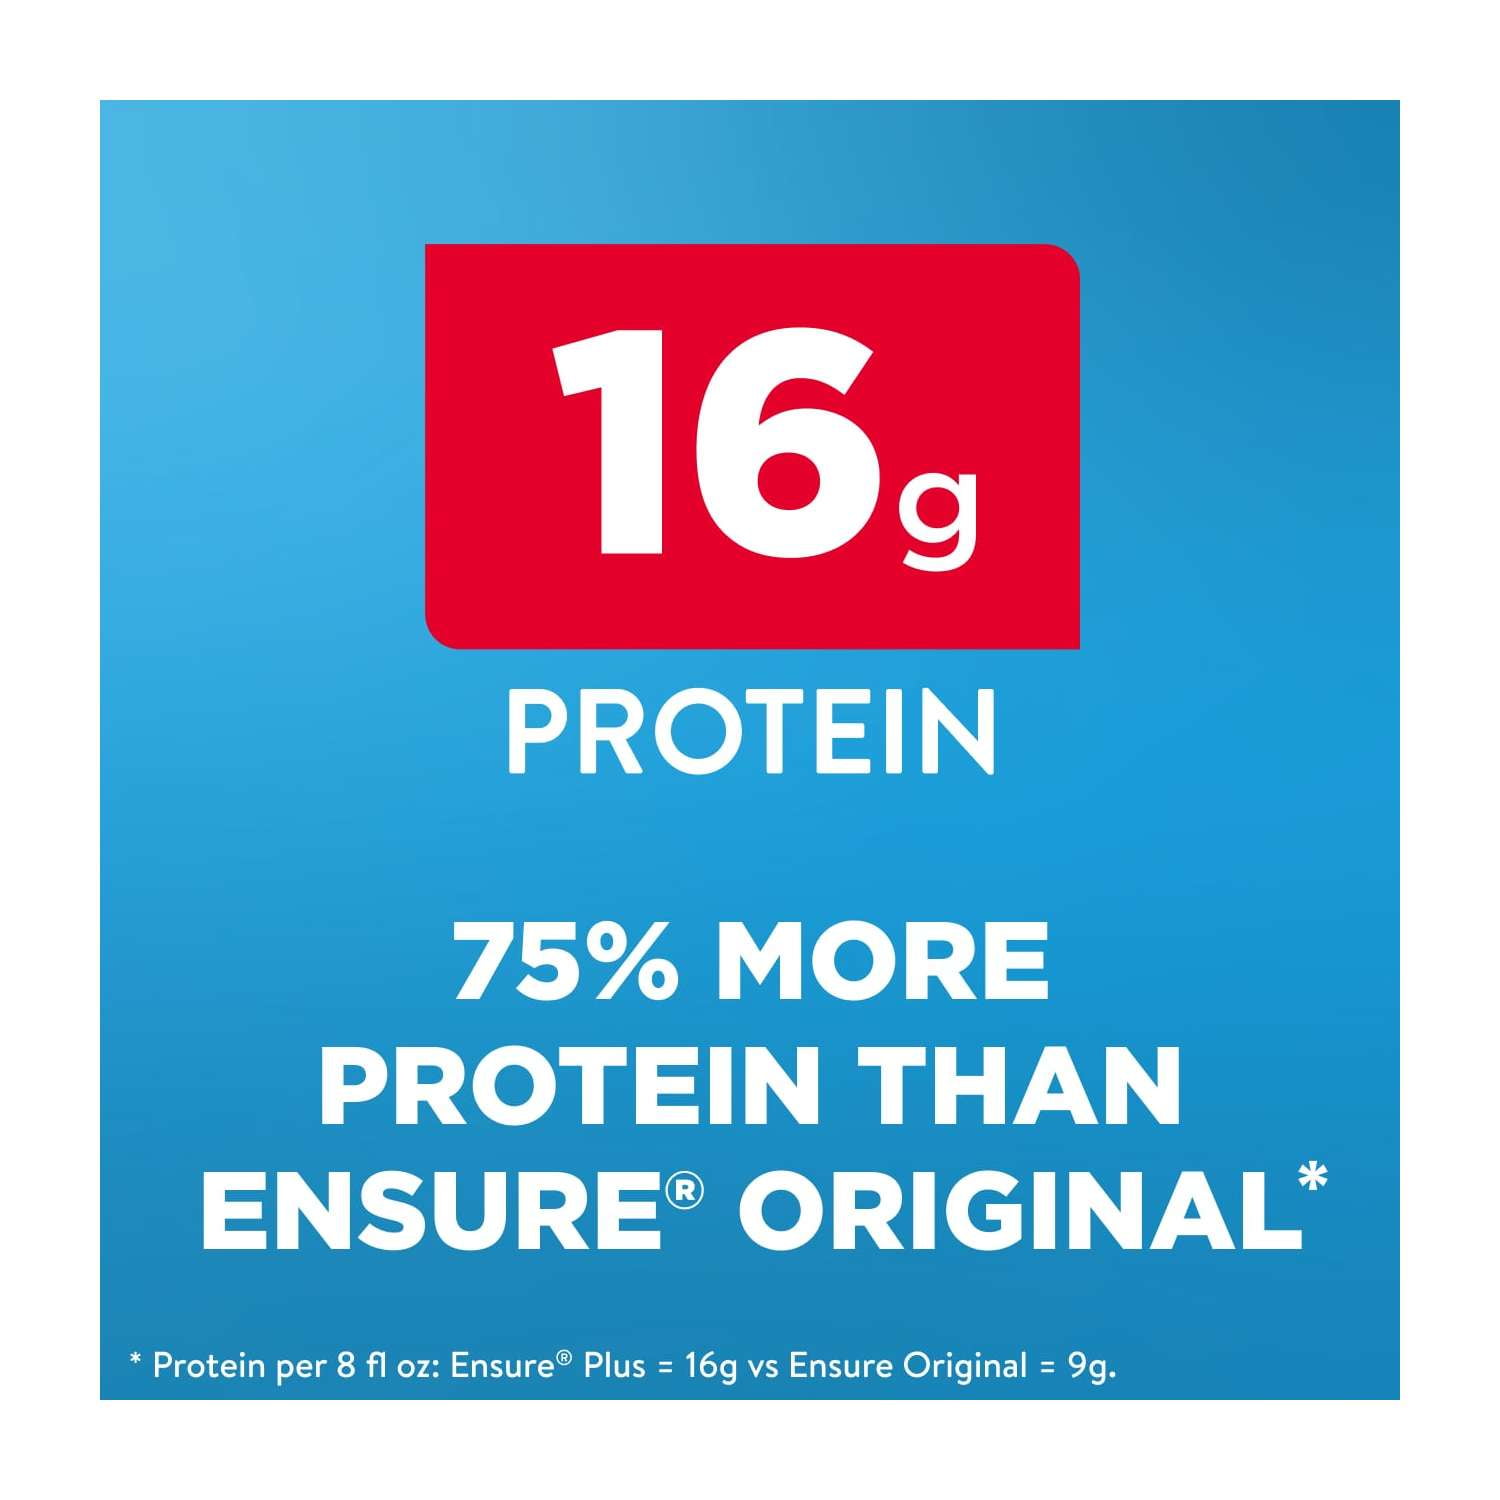 16g
PROTEIN
75% MORE
PROTEIN THAN
ENSURE® ORIGINAL*
* Protein per 8 fl oz: Ensure® Plus = 16g vs Ensure Original = 9g.